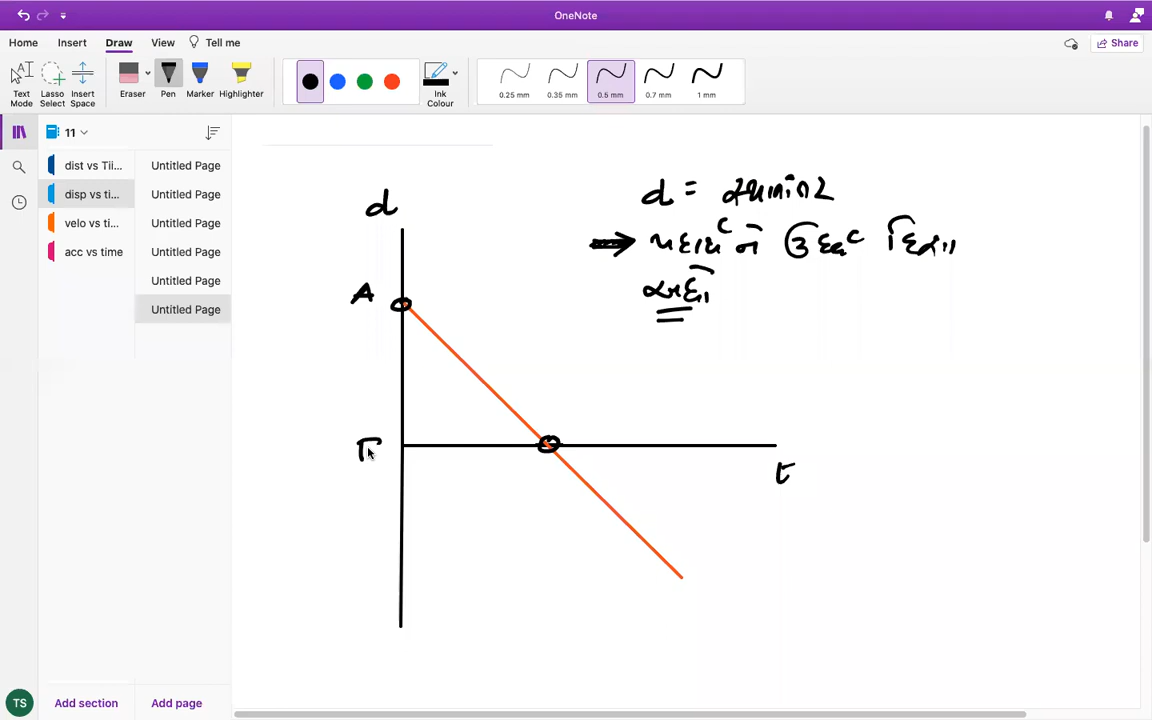 OneNote
Home Insert Draw View Tell me
Share
Text Mode
Lasso Select
Insert Space
Eraser
Pen
Marker
Highlighter
Ink Colour
0.25 mm
0.35 mm
0.5 mm
0.7 mm
1 mm
11
dist vs Tii...
disp vs ti...
velo vs ti...
acc vs time
Untitled Page
Untitled Page
Untitled Page
Untitled Page
Untitled Page
Untitled Page
d
d =
A
t
TS
Add section
Add page